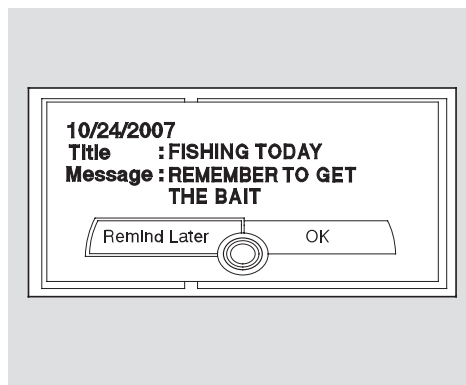 10/24/2007
Title : FISHING TODAY
Message : REMEMBER TO GET
THE BAIT
Remind Later OK